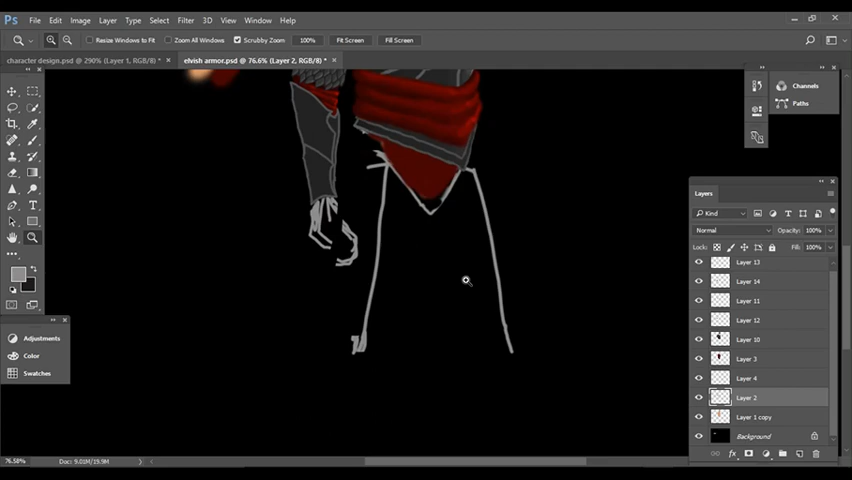 Ps File Edit Image Layer Type Select Filter 3D View Window Help
Resize Windows to Fit Zoom All Windows Scrubby Zoom 100% Fit Screen Fill Screen
character design.psd @ 290% (Layer 1, RGB/8) * × elvish armor.psd @ 76.6% (Layer 2, RGB/8) * ×
Channels
Paths
Layers
Kind
Normal Opacity: 100%
Lock: Fill: 100%
Layer 13
Layer 14
Layer 11
Layer 12
Layer 10
Layer 3
Layer 4
Layer 2
Layer 1 copy
Background
Adjustments
Color
Swatches
76.58% Doc: 9.01M/19.9M